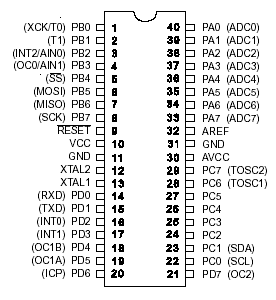 (XCK/T0) PB0 1 40 PA0 (ADC0)
(T1) PB1 2 39 PA1 (ADC1)
(INT2/AIN0) PB2 3 38 PA2 (ADC2)
(OC0/AIN1) PB3 4 37 PA3 (ADC3)
(SS) PB4 5 36 PA4 (ADC4)
(MOSI) PB5 6 35 PA5 (ADC5)
(MISO) PB6 7 34 PA6 (ADC6)
(SCK) PB7 8 33 PA7 (ADC7)
RESET 9 32 AREF
VCC 10 31 GND
GND 11 30 AVCC
XTAL2 12 29 PC7 (TOSC2)
XTAL1 13 28 PC6 (TOSC1)
(RXD) PD0 14 27 PC5
(TXD) PD1 15 26 PC4
(INT0) PD2 16 25 PC3
(INT1) PD3 17 24 PC2
(OC1B) PD4 18 23 PC1 (SDA)
(OC1A) PD5 19 22 PC0 (SCL)
(ICP) PD6 20 21 PD7 (OC2)